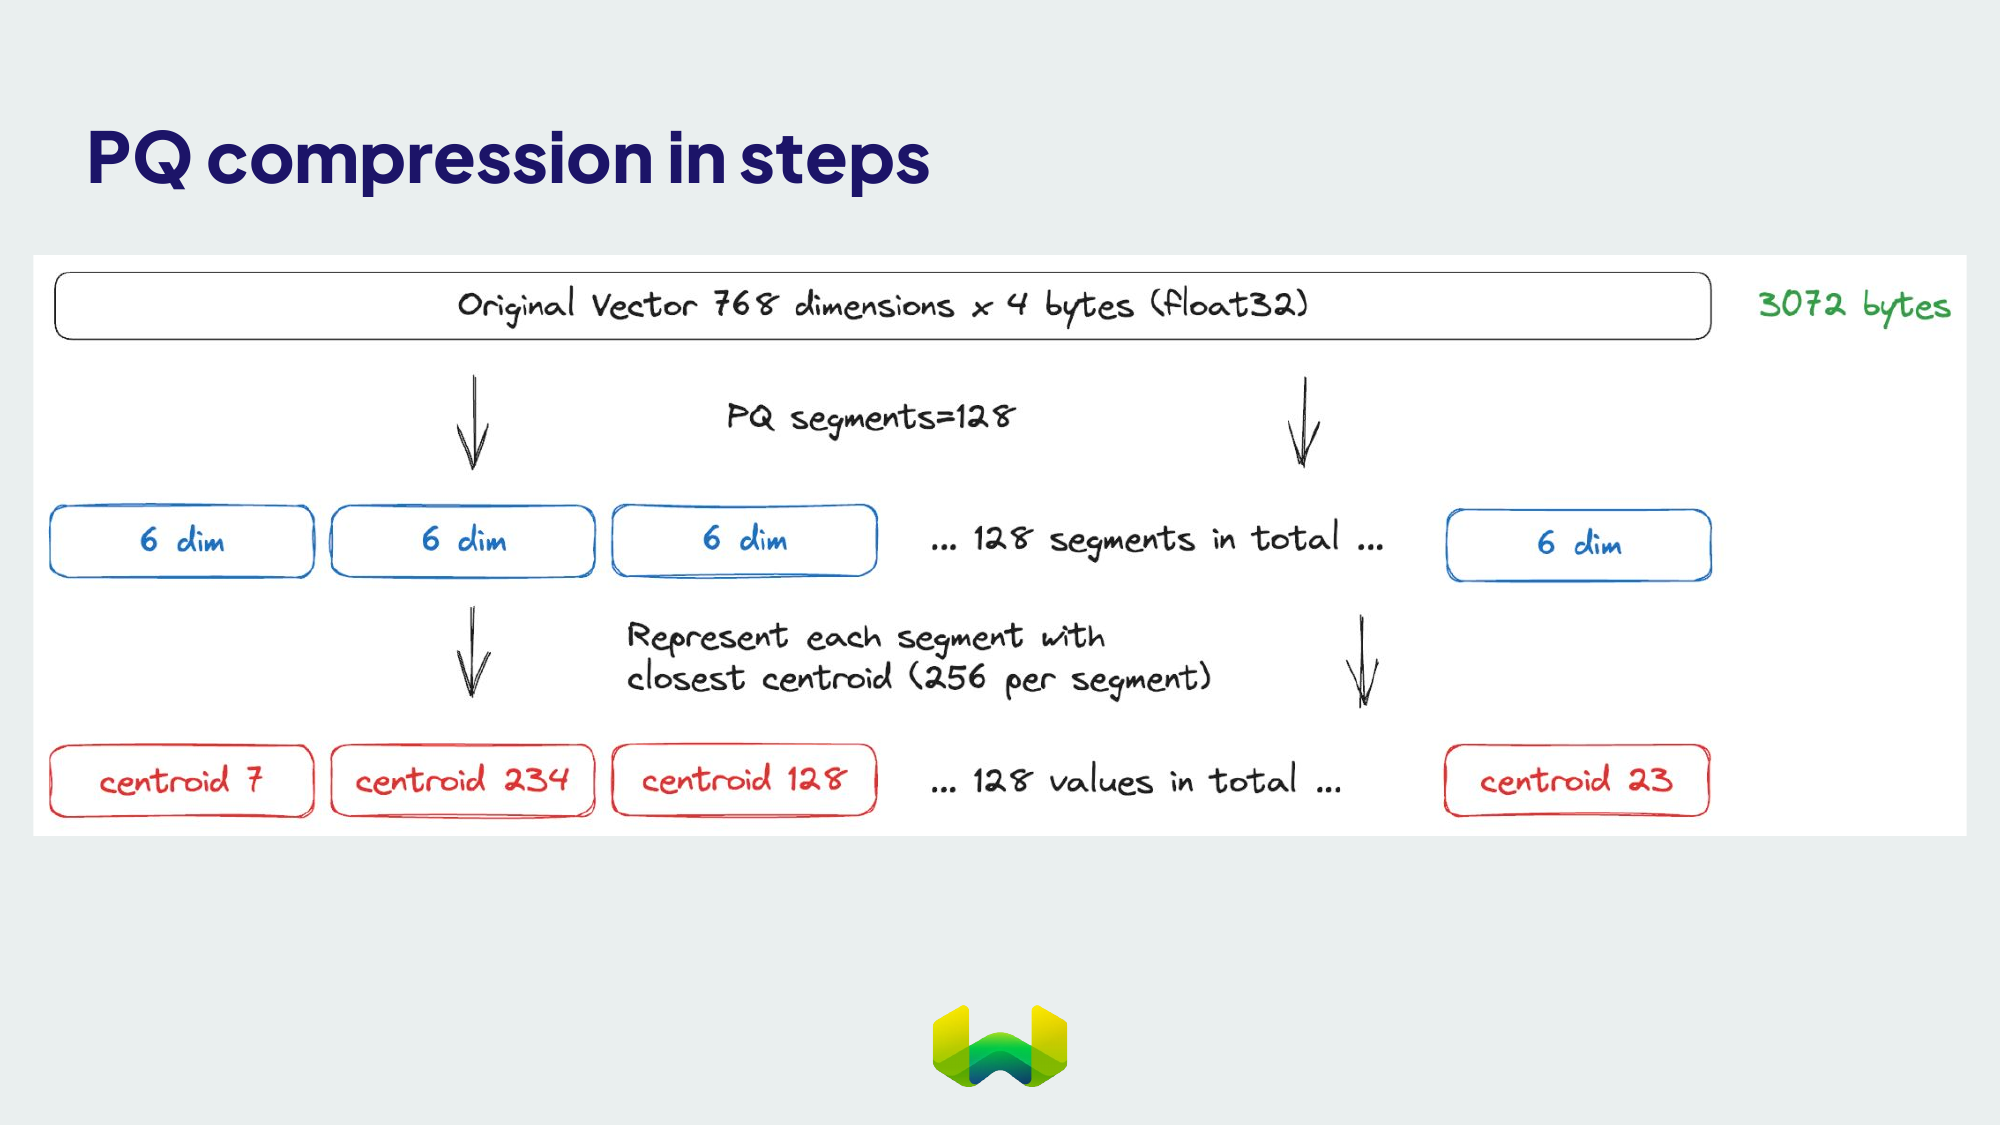 PQ compression in steps
Original Vector 768 dimensions x 4 bytes (float32)
3072 bytes
PQ segments=128
6 dim
6 dim
6 dim
... 128 segments in total ...
6 dim
Represent each segment with
closest centroid (256 per segment)
centroid 7
centroid 234
centroid 128
... 128 values in total ...
centroid 23